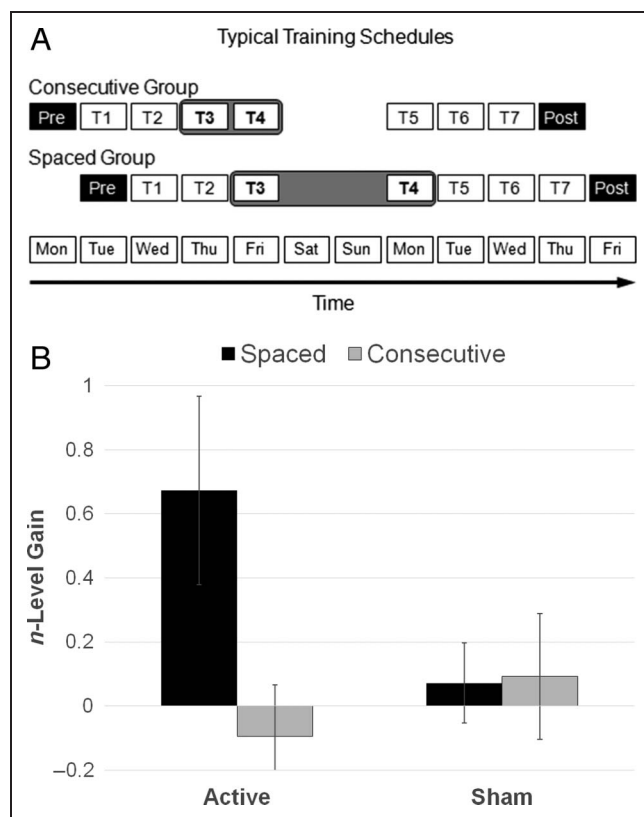 A Typical Training Schedules
Consecutive Group
Pre T1 T2 T3 T4 T5 T6 T7 Post
Spaced Group
Pre T1 T2 T3 T4 T5 T6 T7 Post
Mon Tue Wed Thu Fri Sat Sun Mon Tue Wed Thu Fri
Time
B Spaced Consecutive
1
0.8
0.6
0.4
0.2
0
–0.2
n-Level Gain
Active Sham